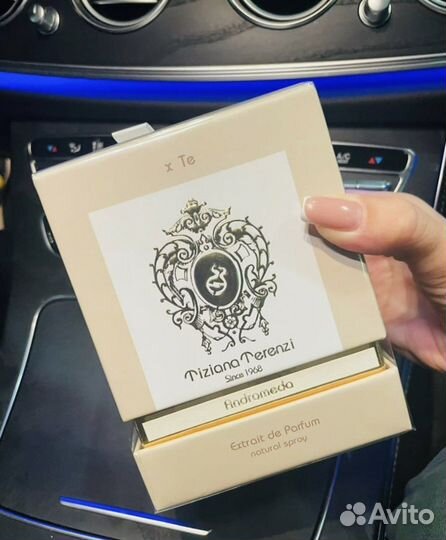 x Te
Tiziana Terenzi
Since 1968
Andromeda
Extrait de Parfum
natural spray
A/C
Avito